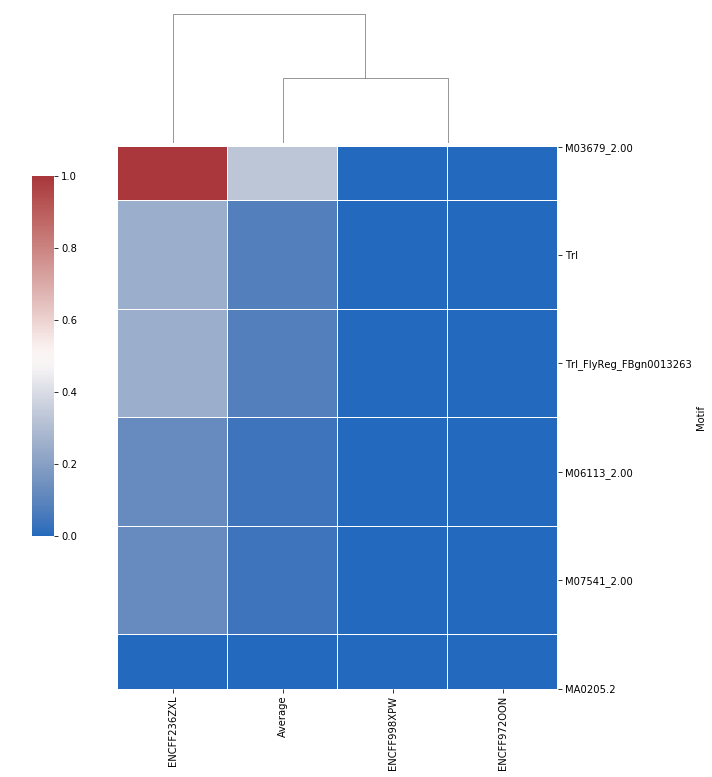 M03679_2.00
1.0
0.8
0.6
0.4
0.2
0.0
Trl
Trl_FlyReg_FBgn0013263
M06113_2.00
M07541_2.00
MA0205.2
Motif
ENCFF236ZXL
Average
ENCFF998XPW
ENCFF972OON